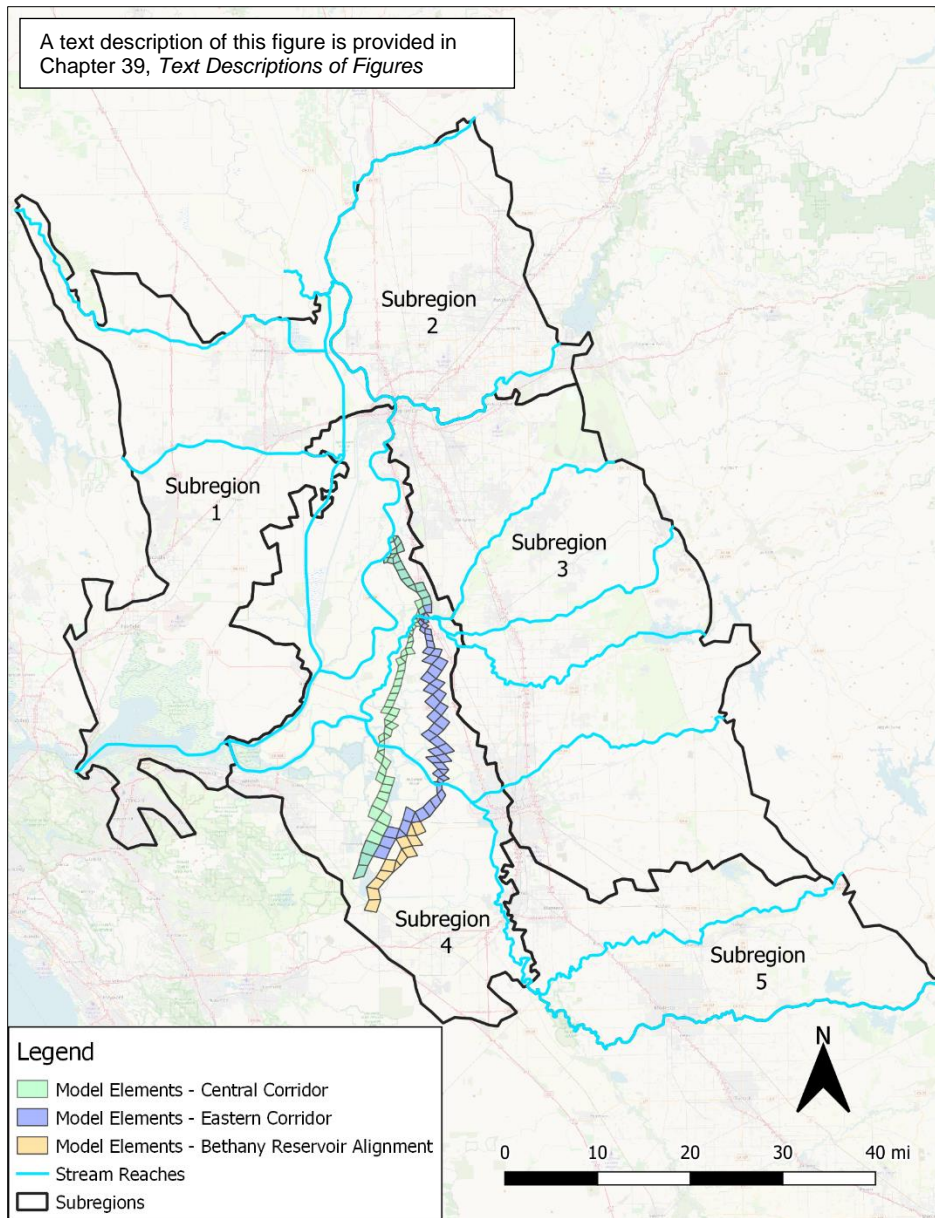 A text description of this figure is provided in
Chapter 39, Text Descriptions of Figures
Subregion
2
Subregion
1
Subregion
3
Subregion
4
Subregion
5
N
Legend
Model Elements - Central Corridor
Model Elements - Eastern Corridor
Model Elements - Bethany Reservoir Alignment
Stream Reaches
Subregions
0 10 20 30 40 mi